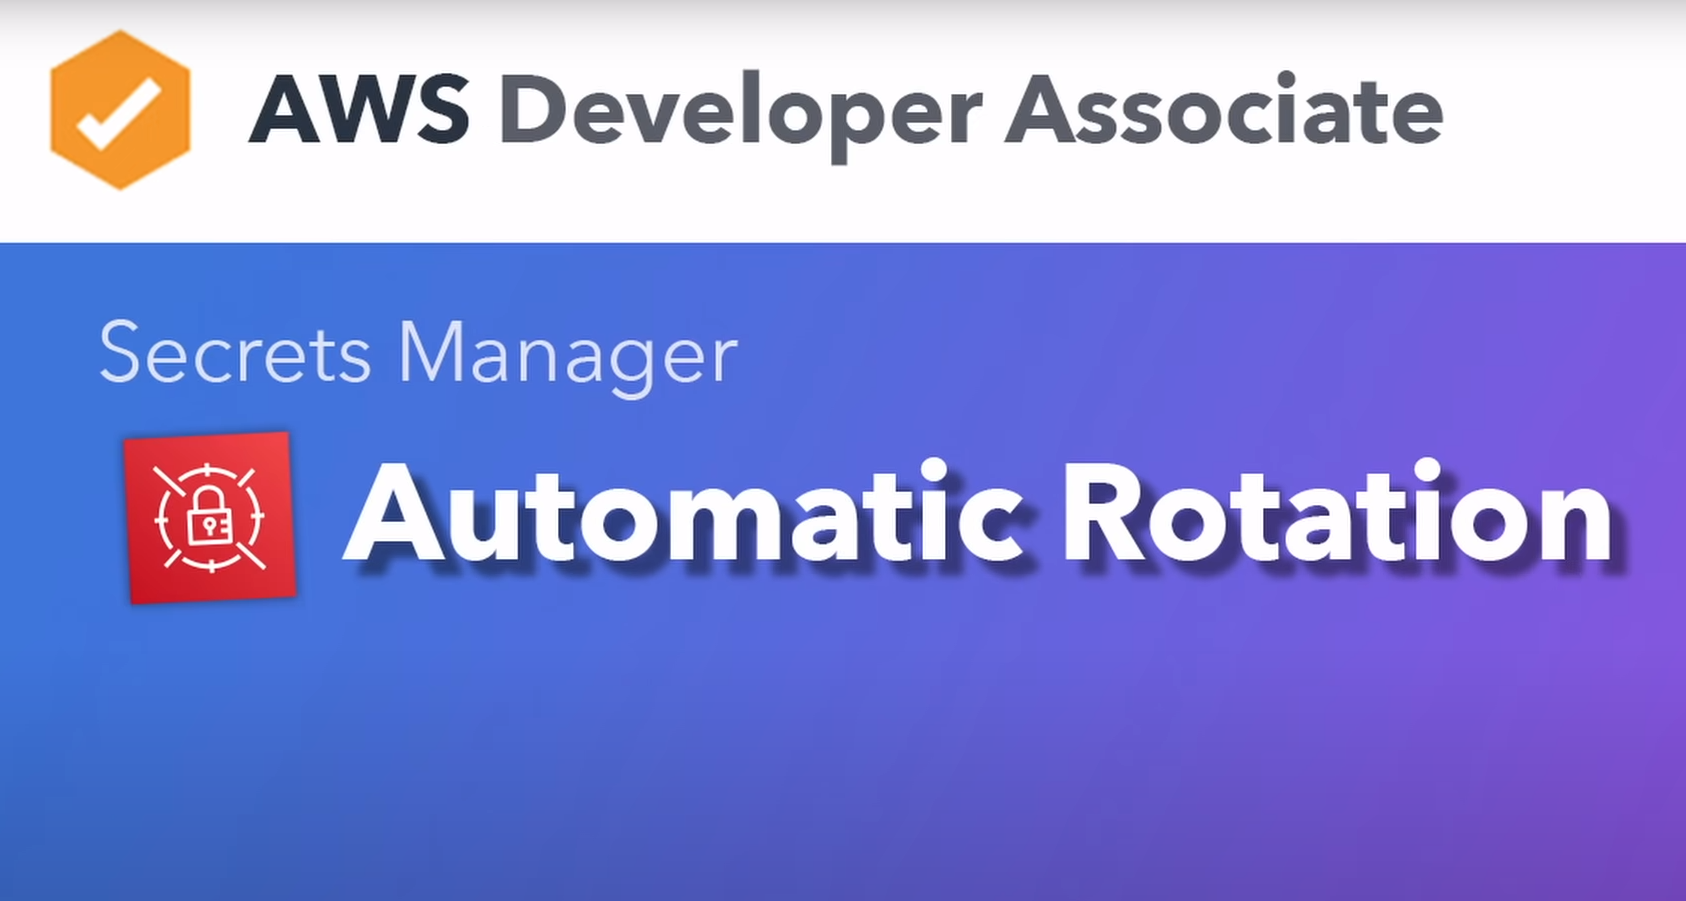 AWS Developer Associate
Secrets Manager
Automatic Rotation